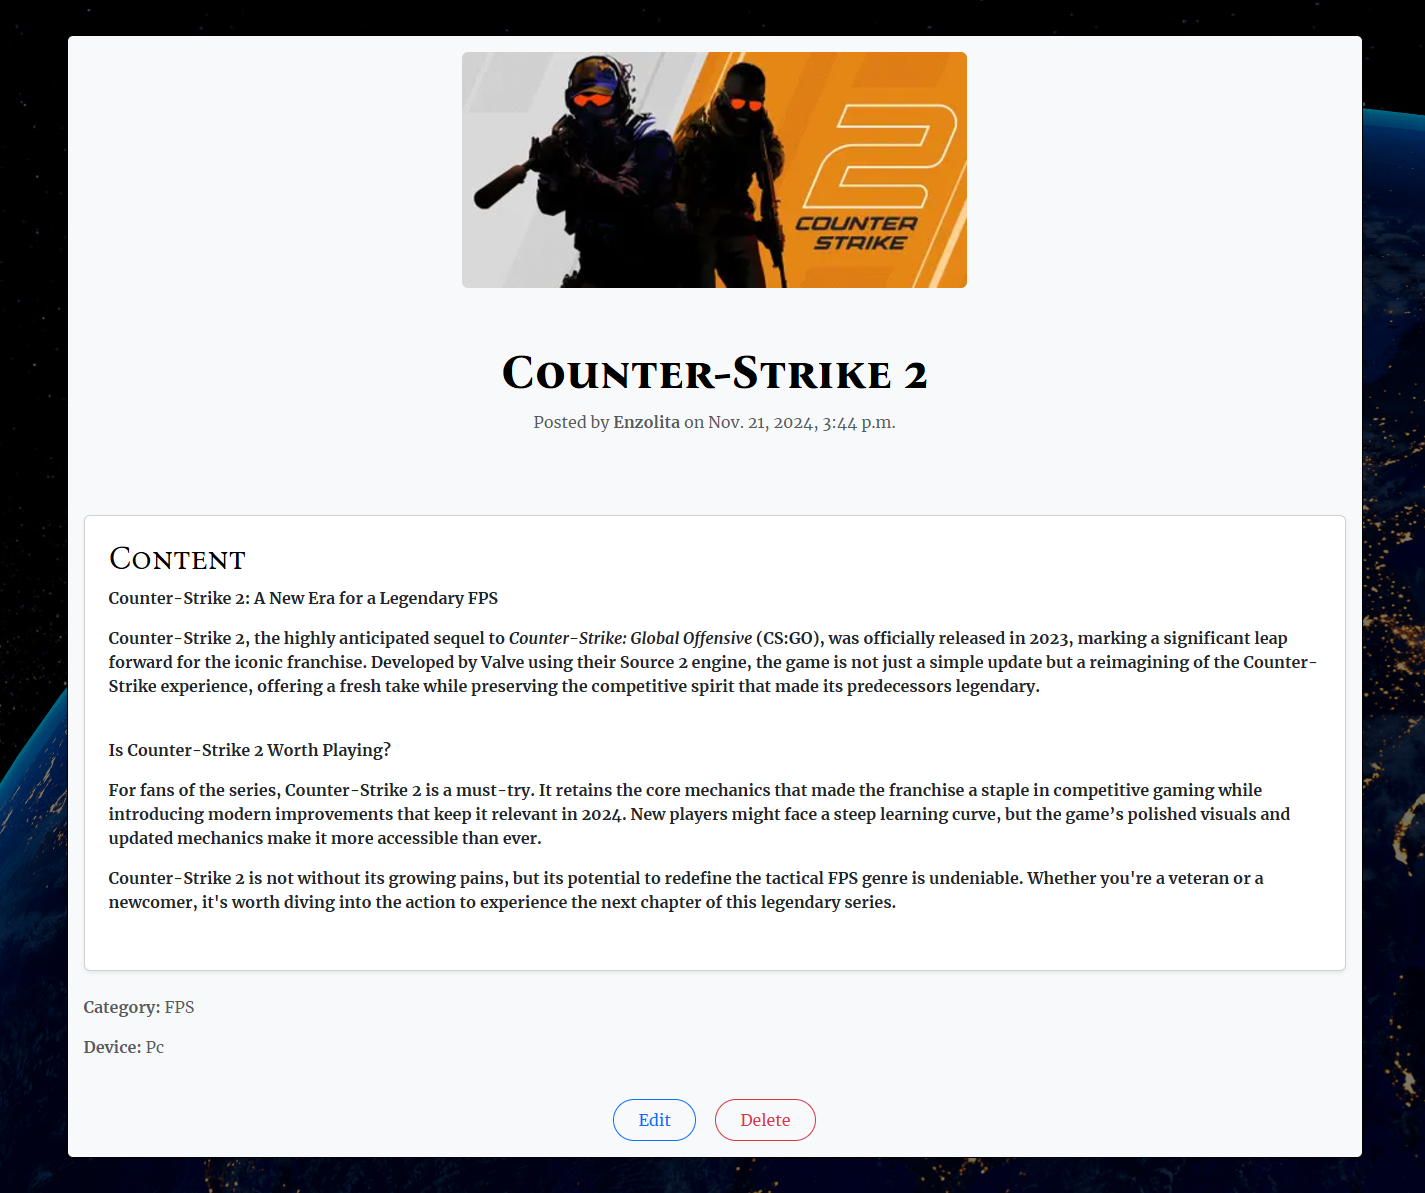 2
COUNTER
STRIKE
Counter-Strike 2
Posted by Enzolita on Nov. 21, 2024, 3:44 p.m.
Content
Counter-Strike 2: A New Era for a Legendary FPS
Counter-Strike 2, the highly anticipated sequel to Counter-Strike: Global Offensive (CS:GO), was officially released in 2023, marking a significant leap
forward for the iconic franchise. Developed by Valve using their Source 2 engine, the game is not just a simple update but a reimagining of the Counter-
Strike experience, offering a fresh take while preserving the competitive spirit that made its predecessors legendary.
Is Counter-Strike 2 Worth Playing?
For fans of the series, Counter-Strike 2 is a must-try. It retains the core mechanics that made the franchise a staple in competitive gaming while
introducing modern improvements that keep it relevant in 2024. New players might face a steep learning curve, but the game’s polished visuals and
updated mechanics make it more accessible than ever.
Counter-Strike 2 is not without its growing pains, but its potential to redefine the tactical FPS genre is undeniable. Whether you're a veteran or a
newcomer, it's worth diving into the action to experience the next chapter of this legendary series.
Category: FPS
Device: Pc
Edit Delete